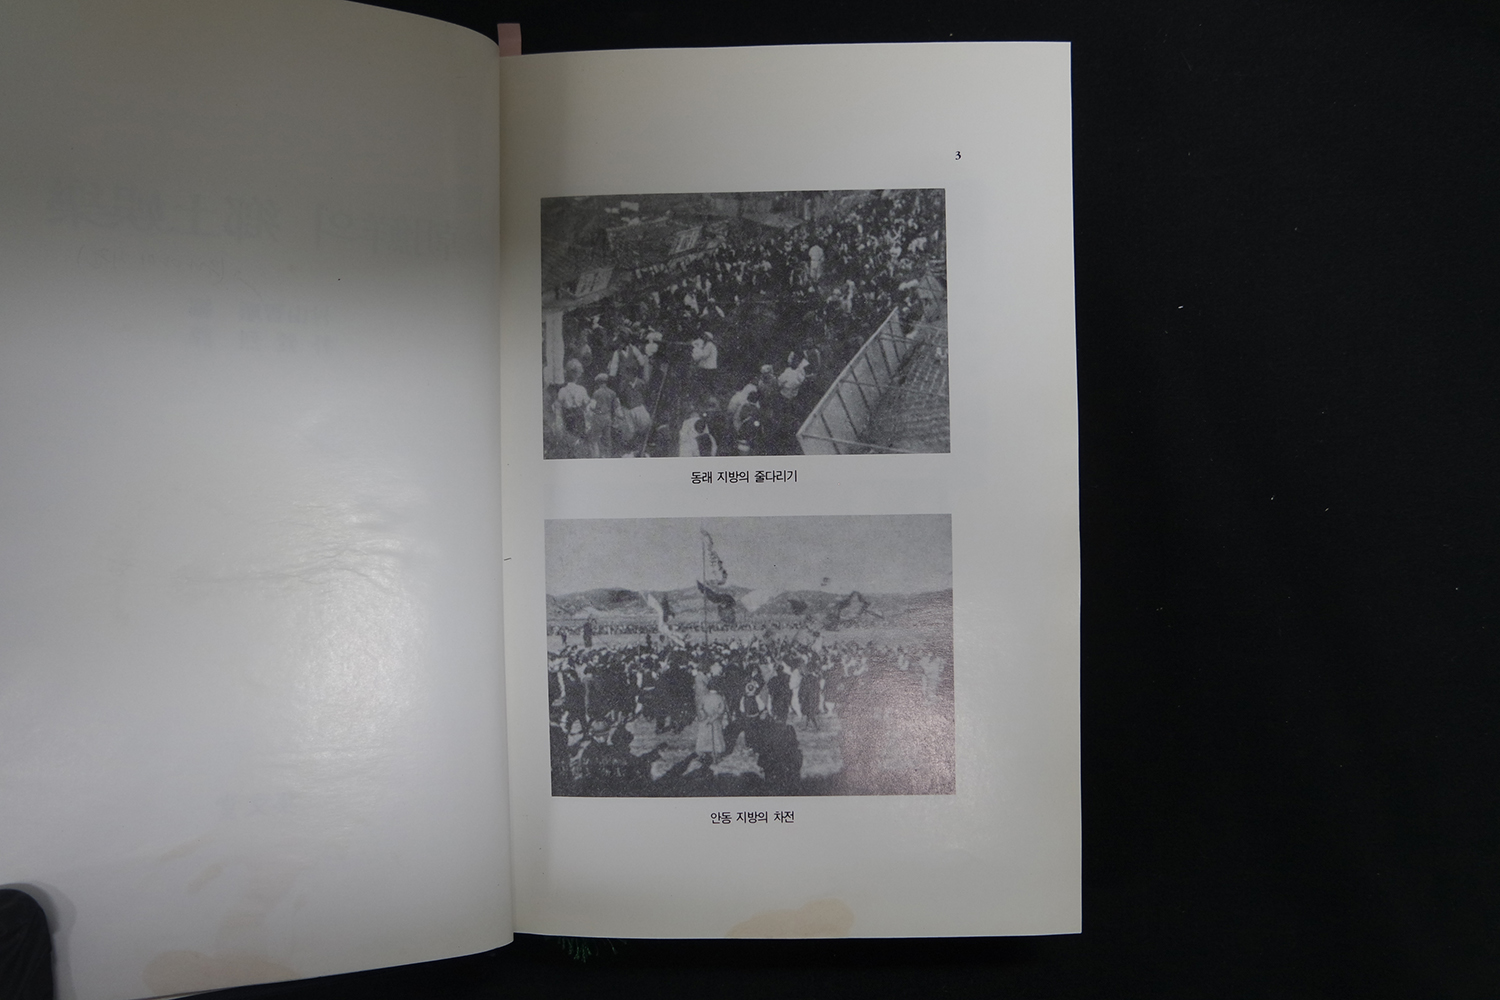 3
동래 지방의 줄다리기
안동 지방의 차전